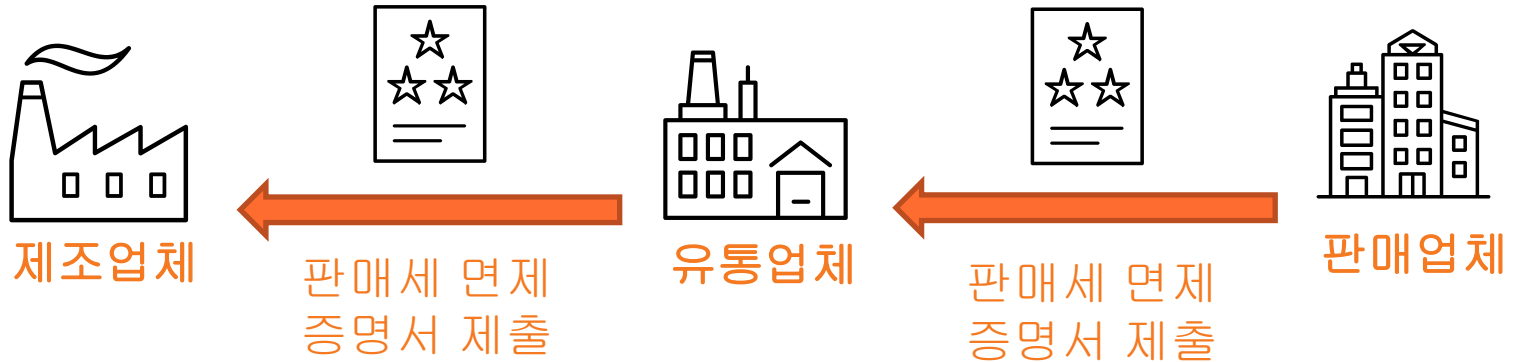 제조업체
판매세 면제
증명서 제출
유통업체
판매세 면제
증명서 제출
판매업체